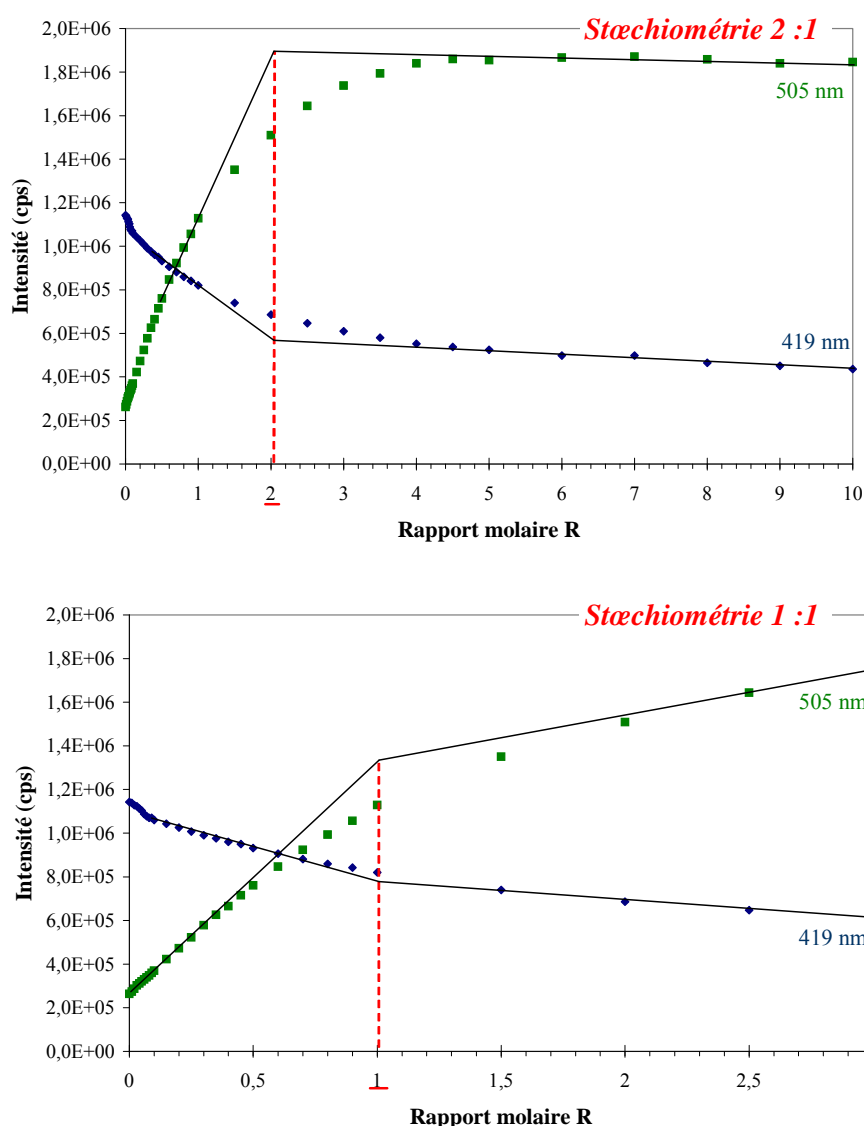 Stœchiométrie 2 :1
2,0E+06
1,8E+06
1,6E+06
1,4E+06
1,2E+06
1,0E+06
8,0E+05
6,0E+05
4,0E+05
2,0E+05
0,0E+00
Intensité (cps)
505 nm
419 nm
0 1 2 3 4 5 6 7 8 9 10
Rapport molaire R
Stœchiométrie 1 :1
2,0E+06
1,8E+06
1,6E+06
1,4E+06
1,2E+06
1,0E+06
8,0E+05
6,0E+05
4,0E+05
2,0E+05
0,0E+00
Intensité (cps)
505 nm
419 nm
0 0,5 1 1,5 2 2,5
Rapport molaire R